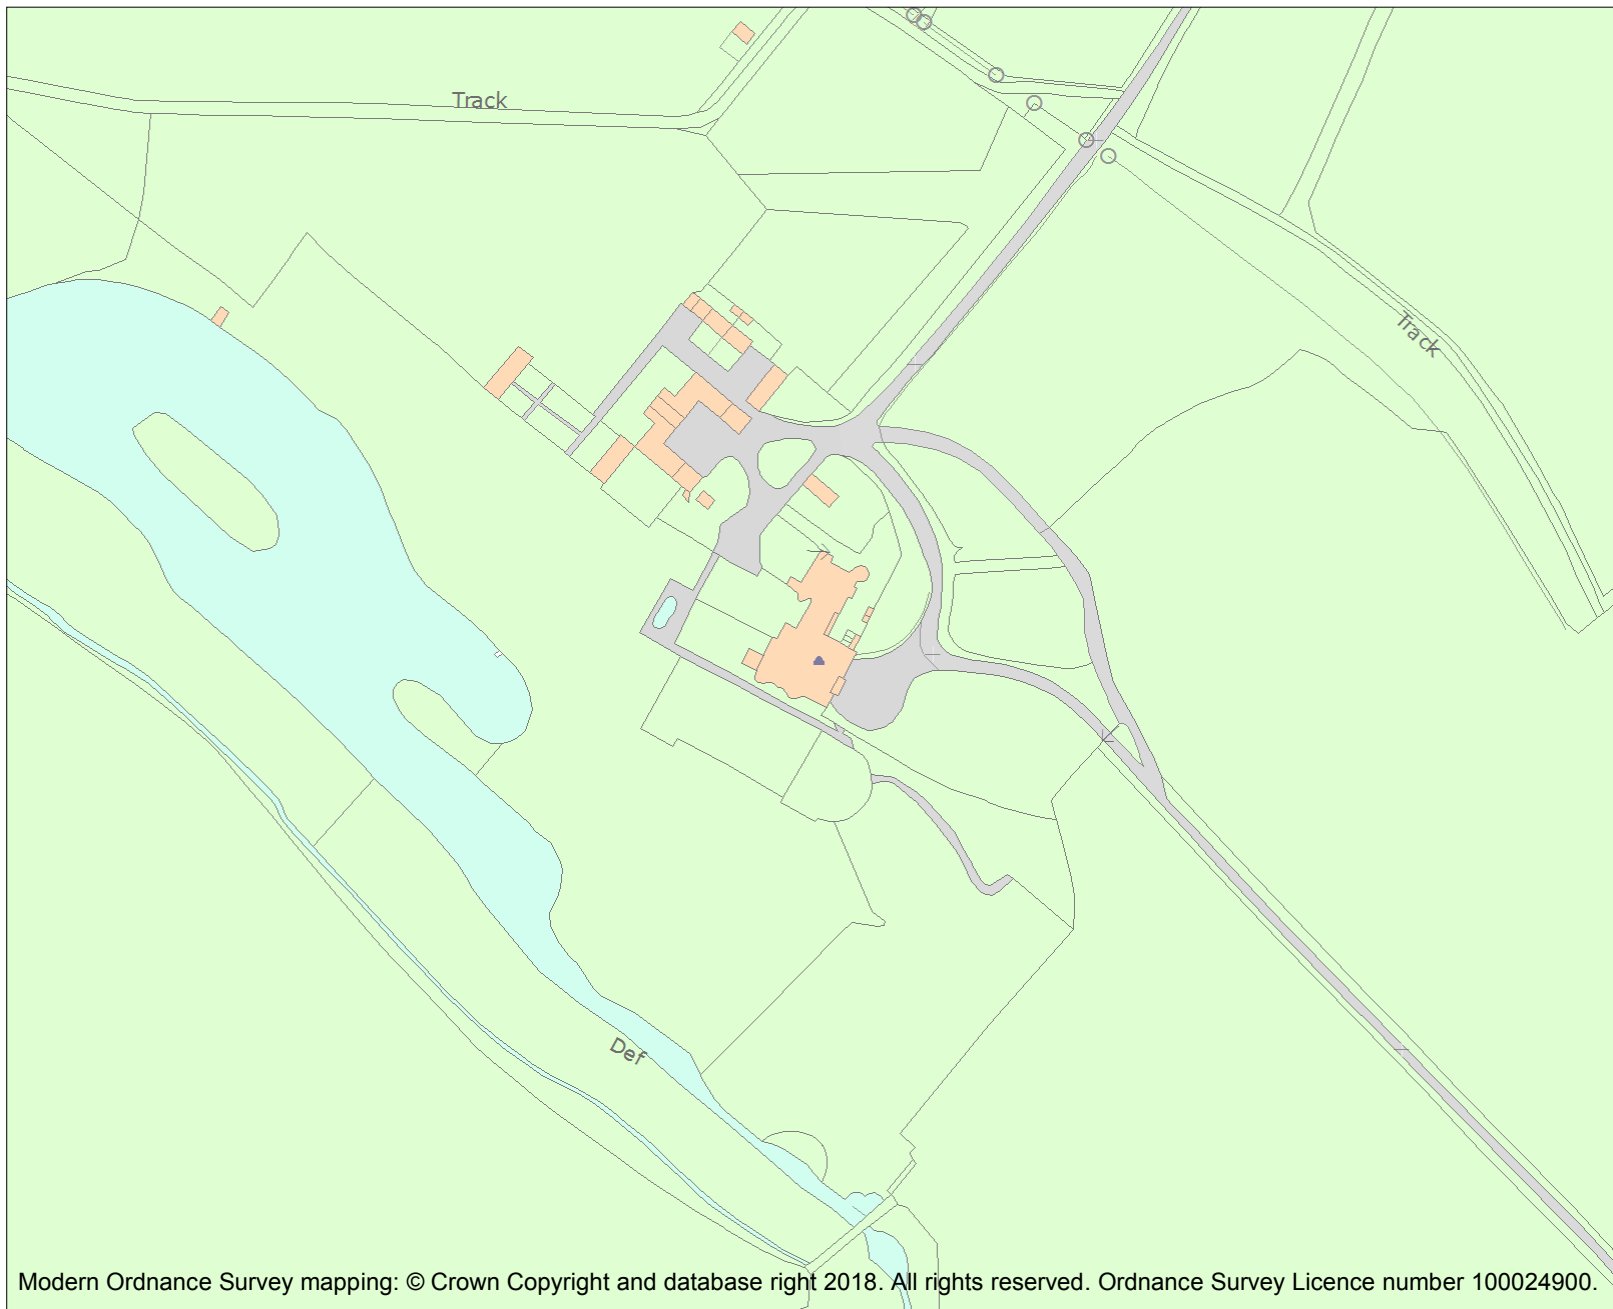 Track
Track
Def
Modern Ordnance Survey mapping: © Crown Copyright and database right 2018. All rights reserved. Ordnance Survey Licence number 100024900.